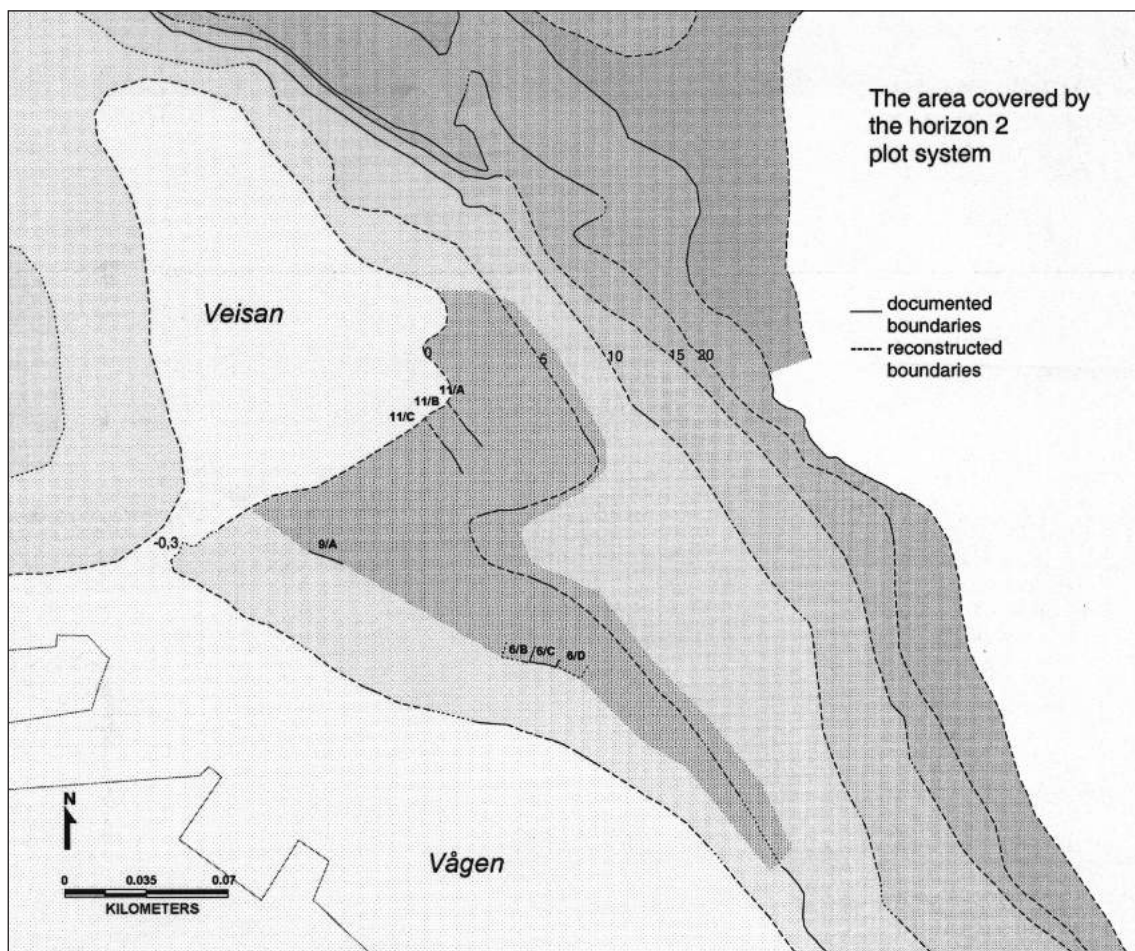 The area covered by
the horizon 2
plot system
documented
boundaries
reconstructed
boundaries
Veisan
0
5
10
15
20
11/A
11/B
11/C
-0,3
9/A
6/B
6/C
6/D
N
0
0.035
0.07
KILOMETERS
Vågen